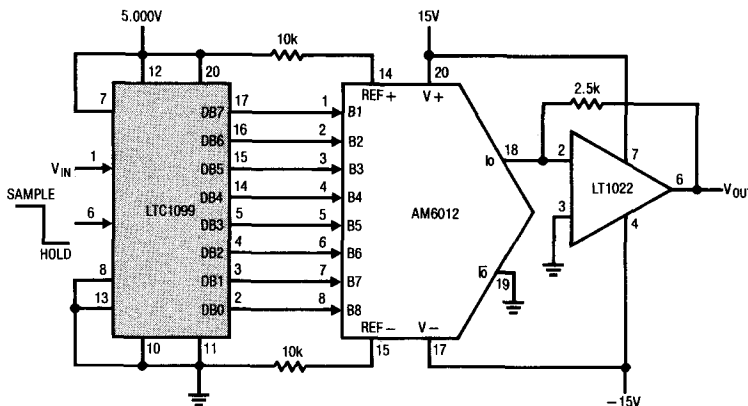 5.000V
15V
10k
12
20
14
20
2.5k
7
REF+
V+
DB7
17
1
B1
DB6
16
2
B2
18
IO
2
7
VIN
1
DB5
15
3
B3
LT1022
6
VOUT
SAMPLE
DB4
14
4
B4
LTC1099
AM6012
3
4
6
DB3
5
5
B5
HOLD
DB2
4
6
B6
8
DB1
3
7
B7
IO
19
13
DB0
2
8
B8
REF−
V−
10
11
10k
15
17
−15V